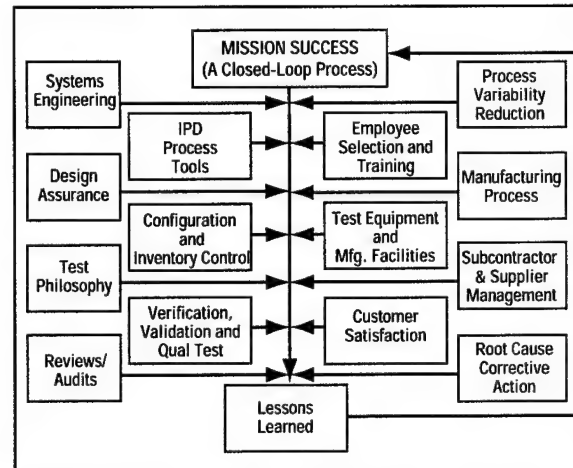 MISSION SUCCESS
(A Closed-Loop Process)
Systems
Engineering
Process
Variability
Reduction
IPD
Process
Tools
Employee
Selection and
Training
Design
Assurance
Manufacturing
Process
Configuration
and
Inventory Control
Test Equipment
and
Mfg. Facilities
Test
Philosophy
Subcontractor
& Supplier
Management
Verification,
Validation and
Qual Test
Customer
Satisfaction
Reviews/
Audits
Root Cause
Corrective
Action
Lessons
Learned